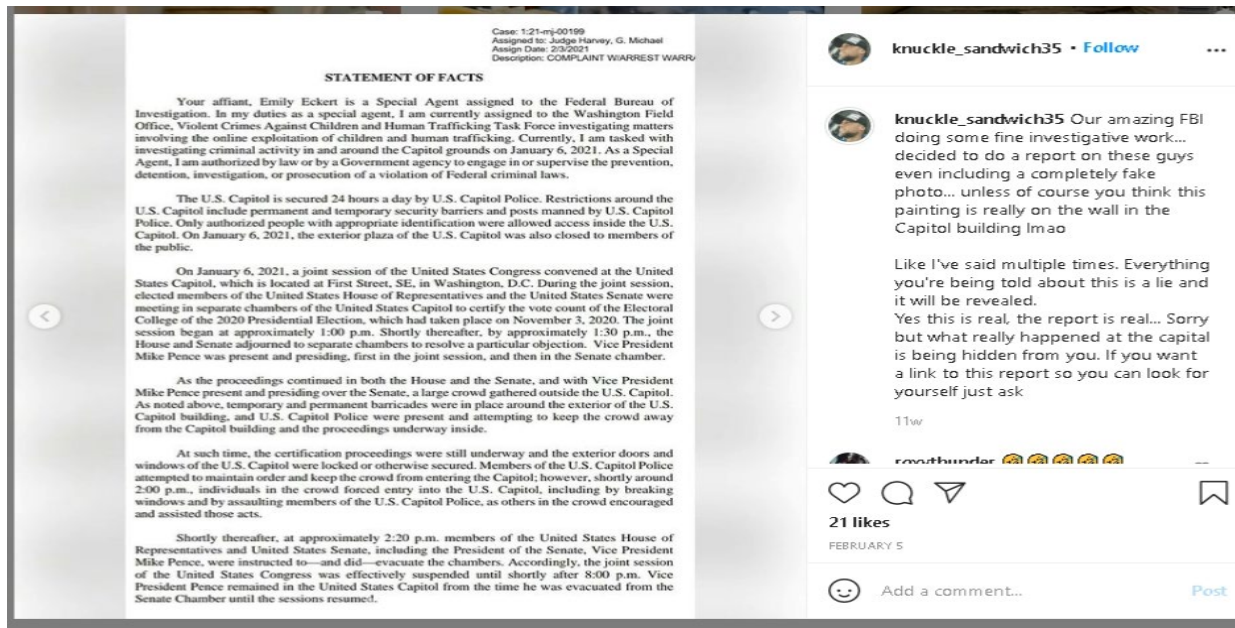 Case: 1:21-mj-00199
Assigned to: Judge Harvey, G. Michael
Assign Date: 2/3/2021
Description: COMPLAINT W/ARREST WARRA
STATEMENT OF FACTS
Your affiant, Emily Eckert is a Special Agent assigned to the Federal Bureau of
Investigation. In my duties as a special agent, I am currently assigned to the Washington Field
Office, Violent Crimes Against Children and Human Trafficking Task Force investigating matters
involving the online exploitation of children and human trafficking. Currently, I am tasked with
investigating criminal activity in and around the Capitol grounds on January 6, 2021. As a Special
Agent, I am authorized by law or by a Government agency to engage in or supervise the prevention,
detention, investigation, or prosecution of a violation of Federal criminal laws.
The U.S. Capitol is secured 24 hours a day by U.S. Capitol Police. Restrictions around the
U.S. Capitol include permanent and temporary security barriers and posts manned by U.S. Capitol
Police. Only authorized people with appropriate identification were allowed access inside the U.S.
Capitol. On January 6, 2021, the exterior plaza of the U.S. Capitol was also closed to members of
the public.
On January 6, 2021, a joint session of the United States Congress convened at the United
States Capitol, which is located at First Street, SE, in Washington, D.C. During the joint session,
elected members of the United States House of Representatives and the United States Senate were
meeting in separate chambers of the United States Capitol to certify the vote count of the Electoral
College of the 2020 Presidential Election, which had taken place on November 3, 2020. The joint
session began at approximately 1:00 p.m. Shortly thereafter, by approximately 1:30 p.m., the
House and Senate adjourned to separate chambers to resolve a particular objection. Vice President
Mike Pence was present and presiding, first in the joint session, and then in the Senate chamber.
As the proceedings continued in both the House and the Senate, and with Vice President
Mike Pence present and presiding over the Senate, a large crowd gathered outside the U.S. Capitol.
As noted above, temporary and permanent barricades were in place around the exterior of the U.S.
Capitol building, and U.S. Capitol Police were present and attempting to keep the crowd away
from the Capitol building and the proceedings underway inside.
At such time, the certification proceedings were still underway and the exterior doors and
windows of the U.S. Capitol were locked or otherwise secured. Members of the U.S. Capitol Police
attempted to maintain order and keep the crowd from entering the Capitol; however, shortly around
2:00 p.m., individuals in the crowd forced entry into the U.S. Capitol, including by breaking
windows and by assaulting members of the U.S. Capitol Police, as others in the crowd encouraged
and assisted those acts.
Shortly thereafter, at approximately 2:20 p.m. members of the United States House of
Representatives and United States Senate, including the President of the Senate, Vice President
Mike Pence, were instructed to—and did—evacuate the chambers. Accordingly, the joint session
of the United States Congress was effectively suspended until shortly after 8:00 p.m. Vice
President Pence remained in the United States Capitol from the time he was evacuated from the
Senate Chamber until the sessions resumed.
knuckle_sandwich35 • Follow
knuckle_sandwich35 Our amazing FBI
doing some fine investigative work...
decided to do a report on these guys
even including a completely fake
photo... unless of course you think this
painting is really on the wall in the
Capitol building lmao
Like I've said multiple times. Everything
you're being told about this is a lie and
it will be revealed.
Yes this is real, the report is real... Sorry
but what really happened at the capital
is being hidden from you. If you want
a link to this report so you can look for
yourself just ask
11w
21 likes
FEBRUARY 5
Add a comment...
Post